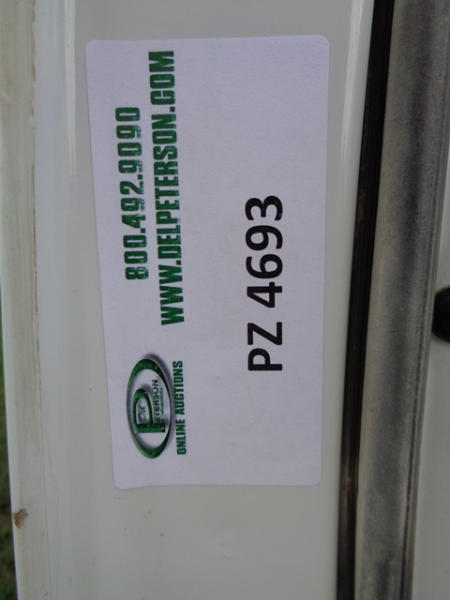 800.492.9090
WWW.DELPETERSON.COM
PETERSON
ONLINE AUCTIONS
PZ 4693